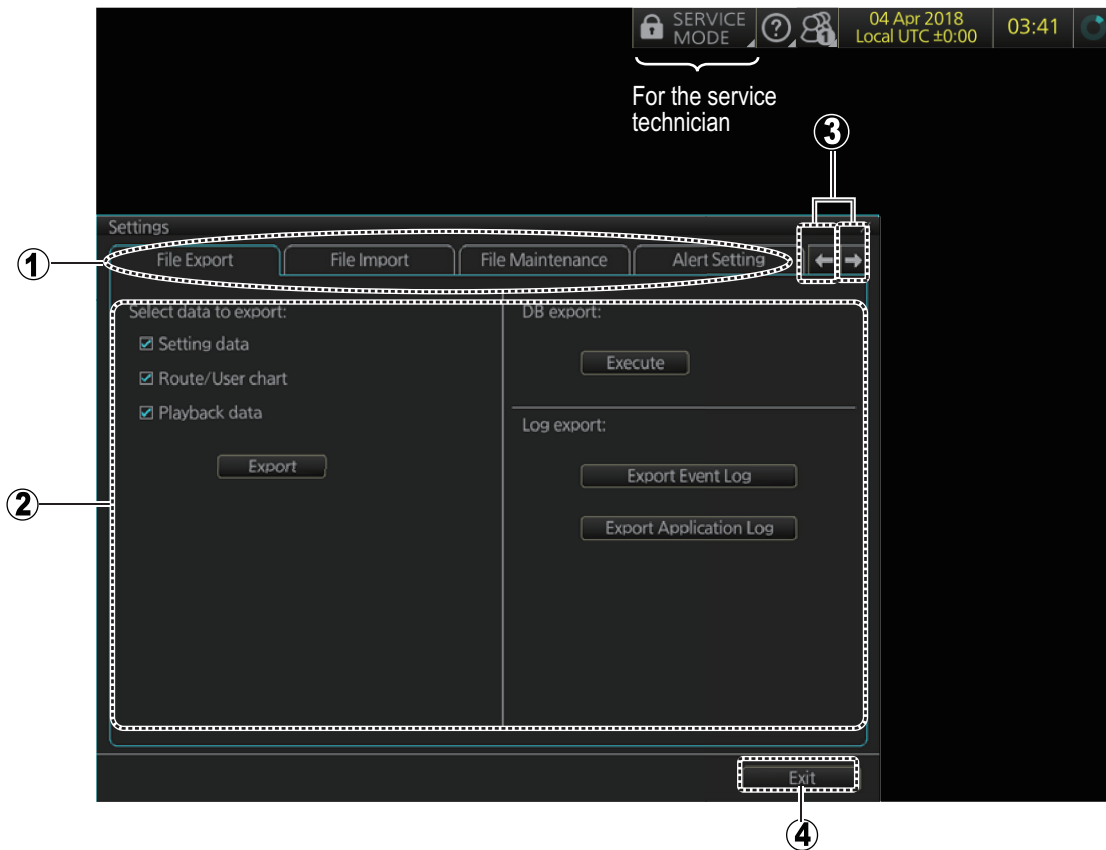 SERVICE MODE
?
1
04 Apr 2018
Local UTC ±0:00
03:41
For the service
technician
3
Settings
1
File Export
File Import
File Maintenance
Alert Setting
Select data to export:
Setting data
Route/User chart
Playback data
Export
DB export:
Execute
Log export:
Export Event Log
Export Application Log
2
Exit
4